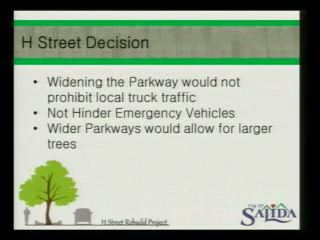 H Street Decision
• Widening the Parkway would not
prohibit local truck traffic
• Not Hinder Emergency Vehicles
• Wider Parkways would allow for larger
trees
H Street Rebuild Project
City Of
SALIDA